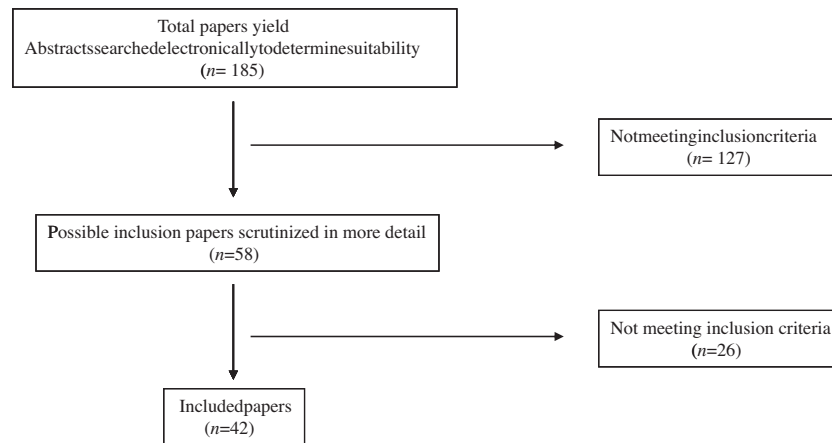 Total papers yield
Abstractssearchedelectronicallytodeterminesuitability
(n= 185)
Notmeetinginclusioncriteria
(n= 127)
Possible inclusion papers scrutinized in more detail
(n=58)
Not meeting inclusion criteria
(n=26)
Includedpapers
(n=42)